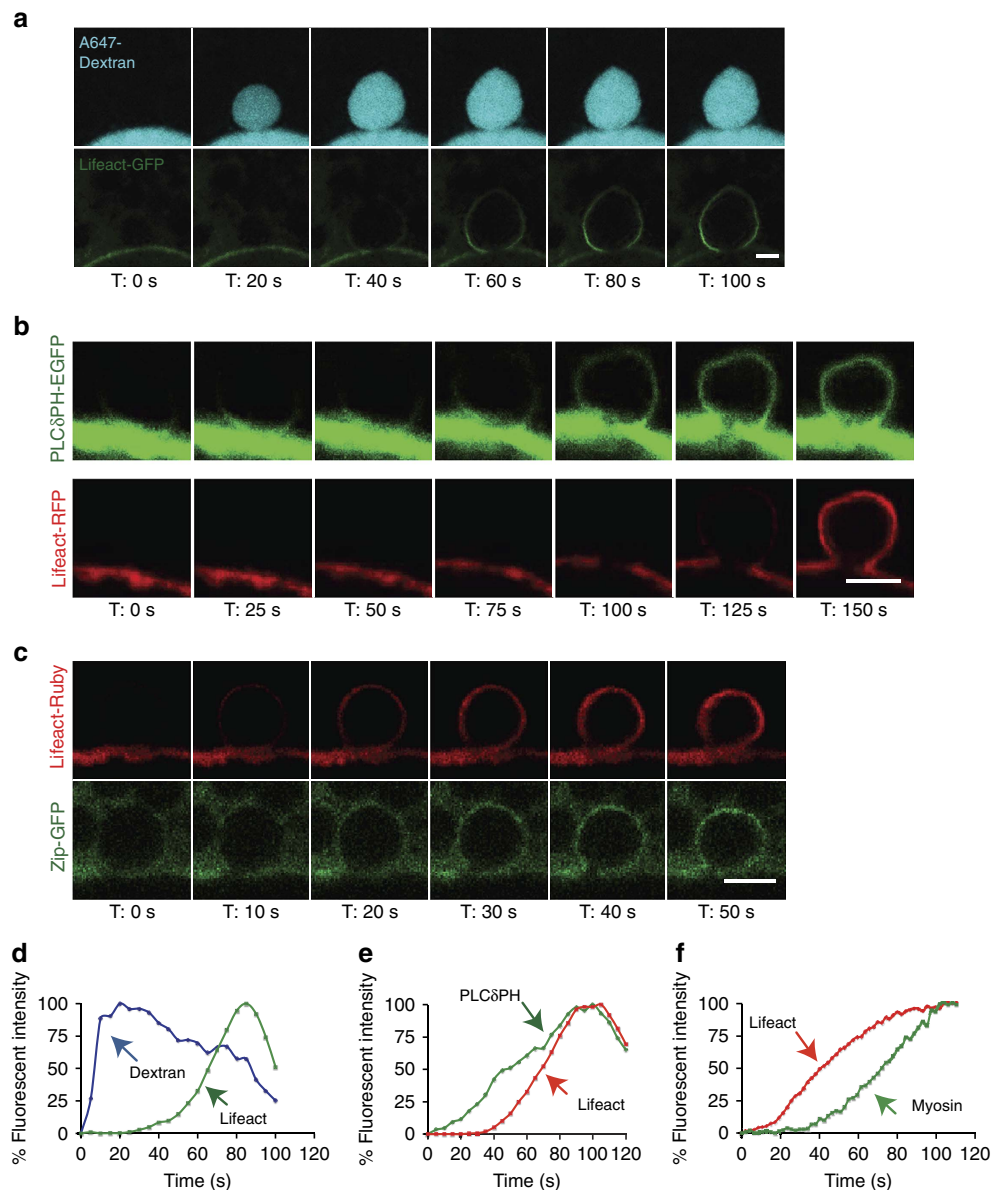 a
A647-
Dextran
Lifeact-GFP
T: 0 s T: 20 s T: 40 s T: 60 s T: 80 s T: 100 s
b
PLCδPH-EGFP
Lifeact-RFP
T: 0 s T: 25 s T: 50 s T: 75 s T: 100 s T: 125 s T: 150 s
c
Lifeact-Ruby
Zip-GFP
T: 0 s T: 10 s T: 20 s T: 30 s T: 40 s T: 50 s
d
% Fluorescent intensity
100
75
50
25
0
Dextran
Lifeact
0 20 40 60 80 100 120
Time (s)
e
% Fluorescent intensity
100
75
50
25
0
PLCδPH
Lifeact
0 20 40 60 80 100 120
Time (s)
f
% Fluorescent intensity
100
75
50
25
0
Lifeact
Myosin
0 20 40 60 80 100 120
Time (s)